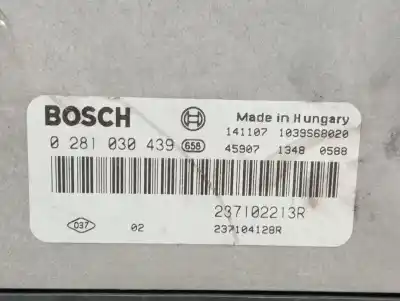 BOSCH
Made in Hungary
141107 1039S68020
0 281 030 439 658
45907 1348 0588
237102213R
037 02 237104128R